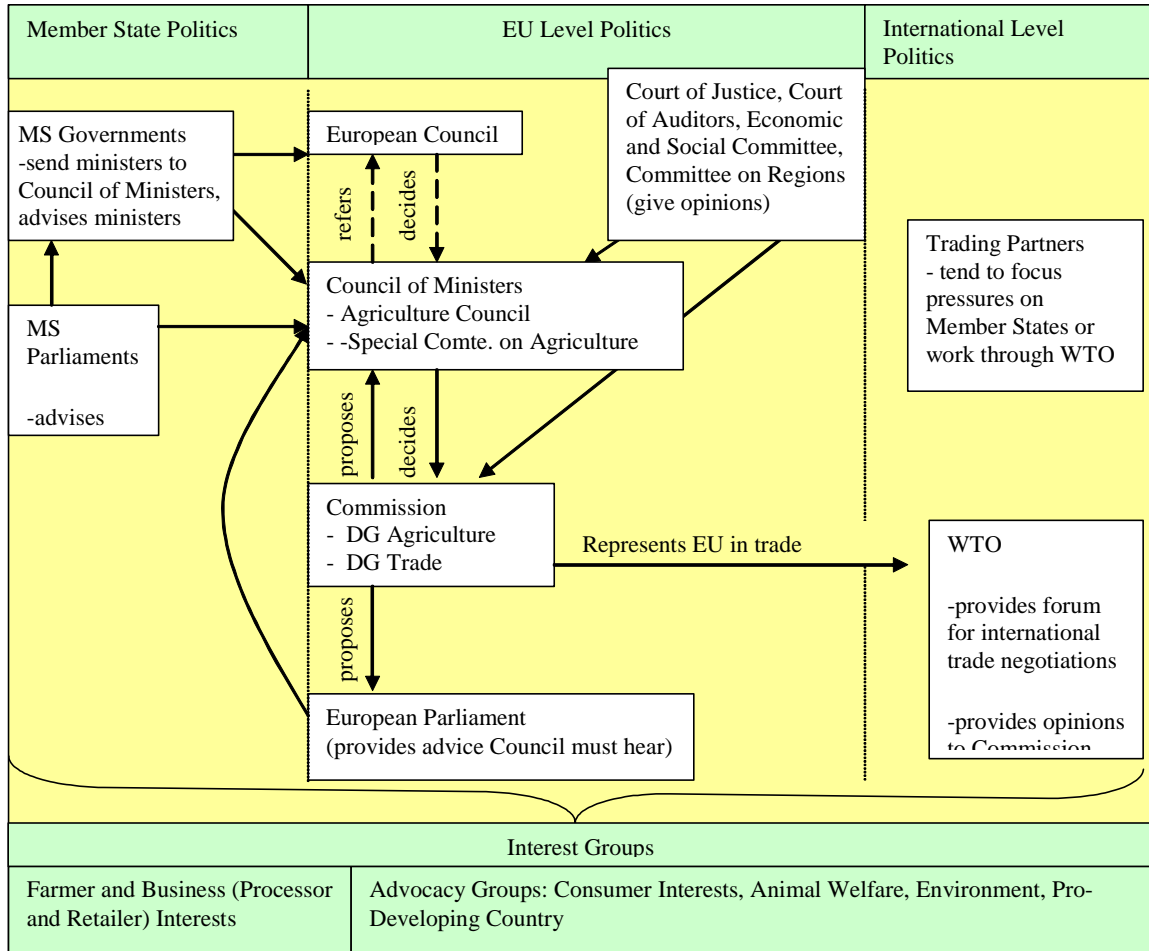 Member State Politics
EU Level Politics
International Level
Politics
MS Governments
-send ministers to
Council of Ministers,
advises ministers
European Council
Court of Justice, Court
of Auditors, Economic
and Social Committee,
Committee on Regions
(give opinions)
refers
decides
Trading Partners
- tend to focus
pressures on
Member States or
work through WTO
MS
Parliaments
-advises
Council of Ministers
- Agriculture Council
- -Special Comte. on Agriculture
proposes
decides
Commission
- DG Agriculture
- DG Trade
Represents EU in trade
WTO
-provides forum
for international
trade negotiations
-provides opinions
to Commission
proposes
European Parliament
(provides advice Council must hear)
Interest Groups
Farmer and Business (Processor
and Retailer) Interests
Advocacy Groups: Consumer Interests, Animal Welfare, Environment, Pro-
Developing Country